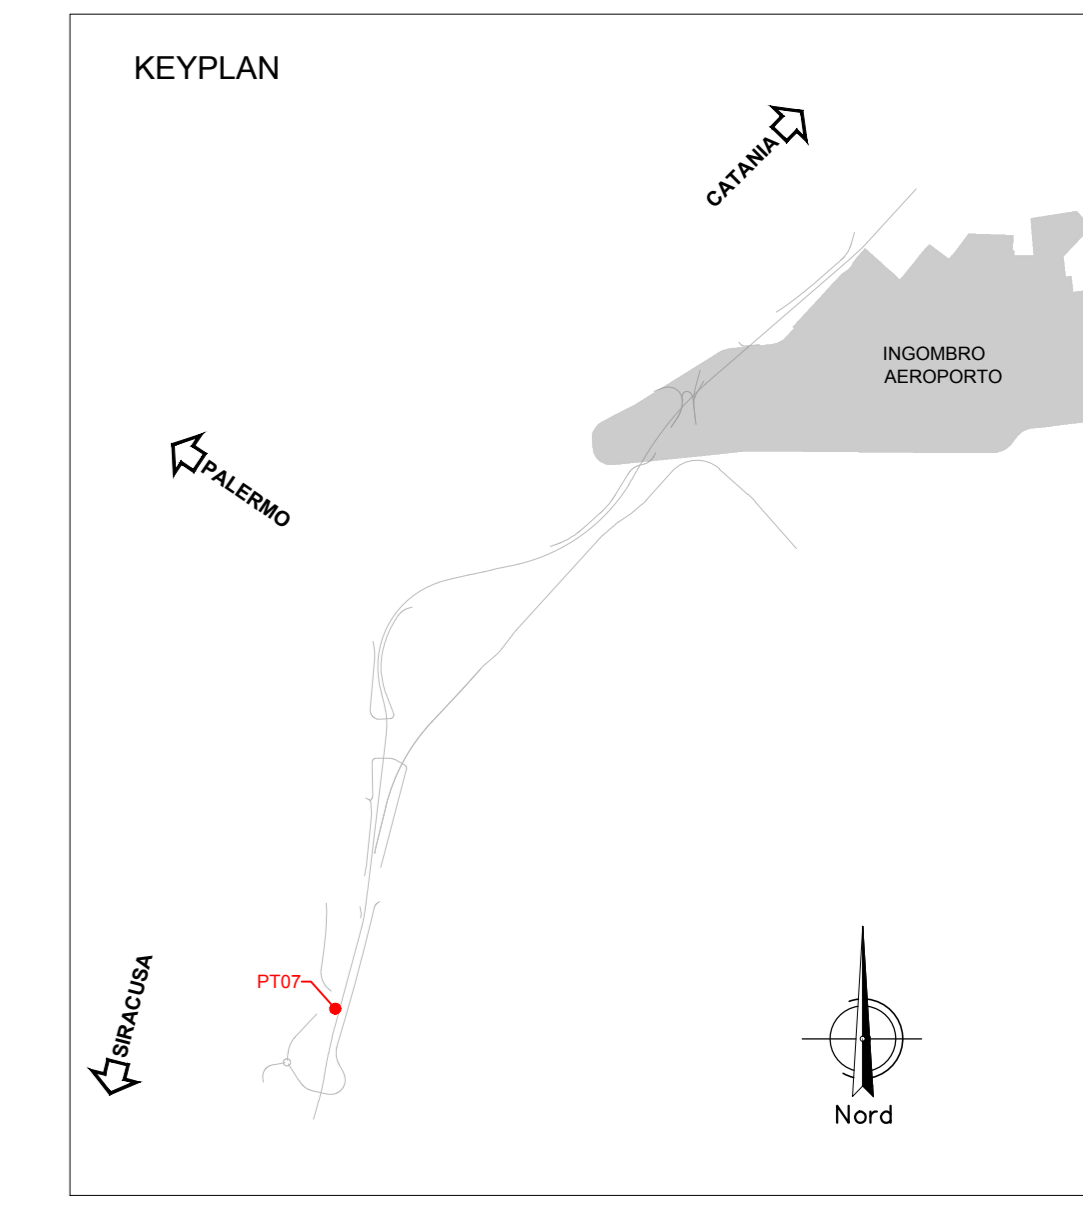 KEYPLAN
CATANIA
INGOMBRO
AEROPORTO
PALERMO
SIRACUSA
PT07
Nord